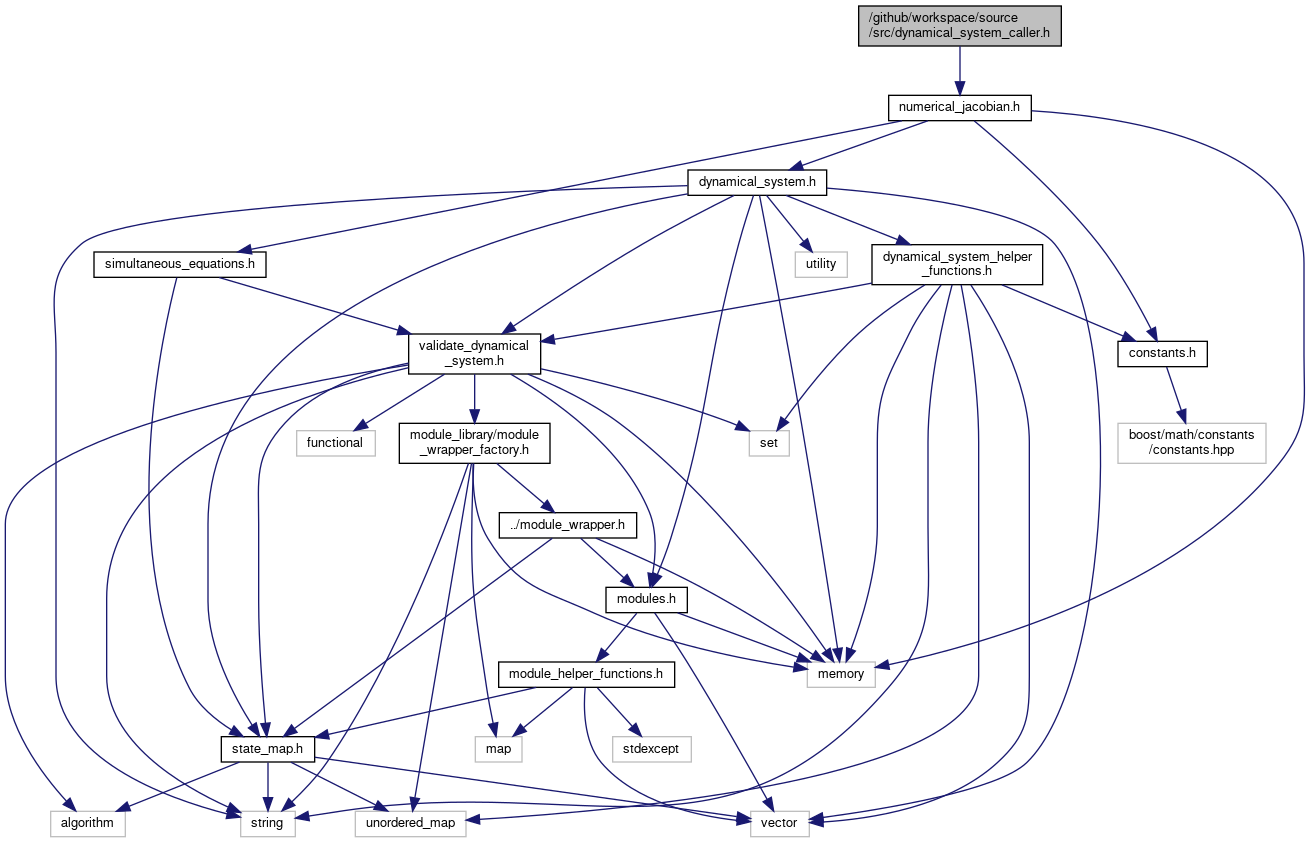 /github/workspace/source
/src/dynamical_system_caller.h
numerical_jacobian.h
dynamical_system.h
simultaneous_equations.h
utility
dynamical_system_helper
_functions.h
validate_dynamical
_system.h
constants.h
functional
module_library/module
_wrapper_factory.h
set
boost/math/constants
/constants.hpp
../module_wrapper.h
modules.h
module_helper_functions.h
memory
state_map.h
map
stdexcept
algorithm
string
unordered_map
vector